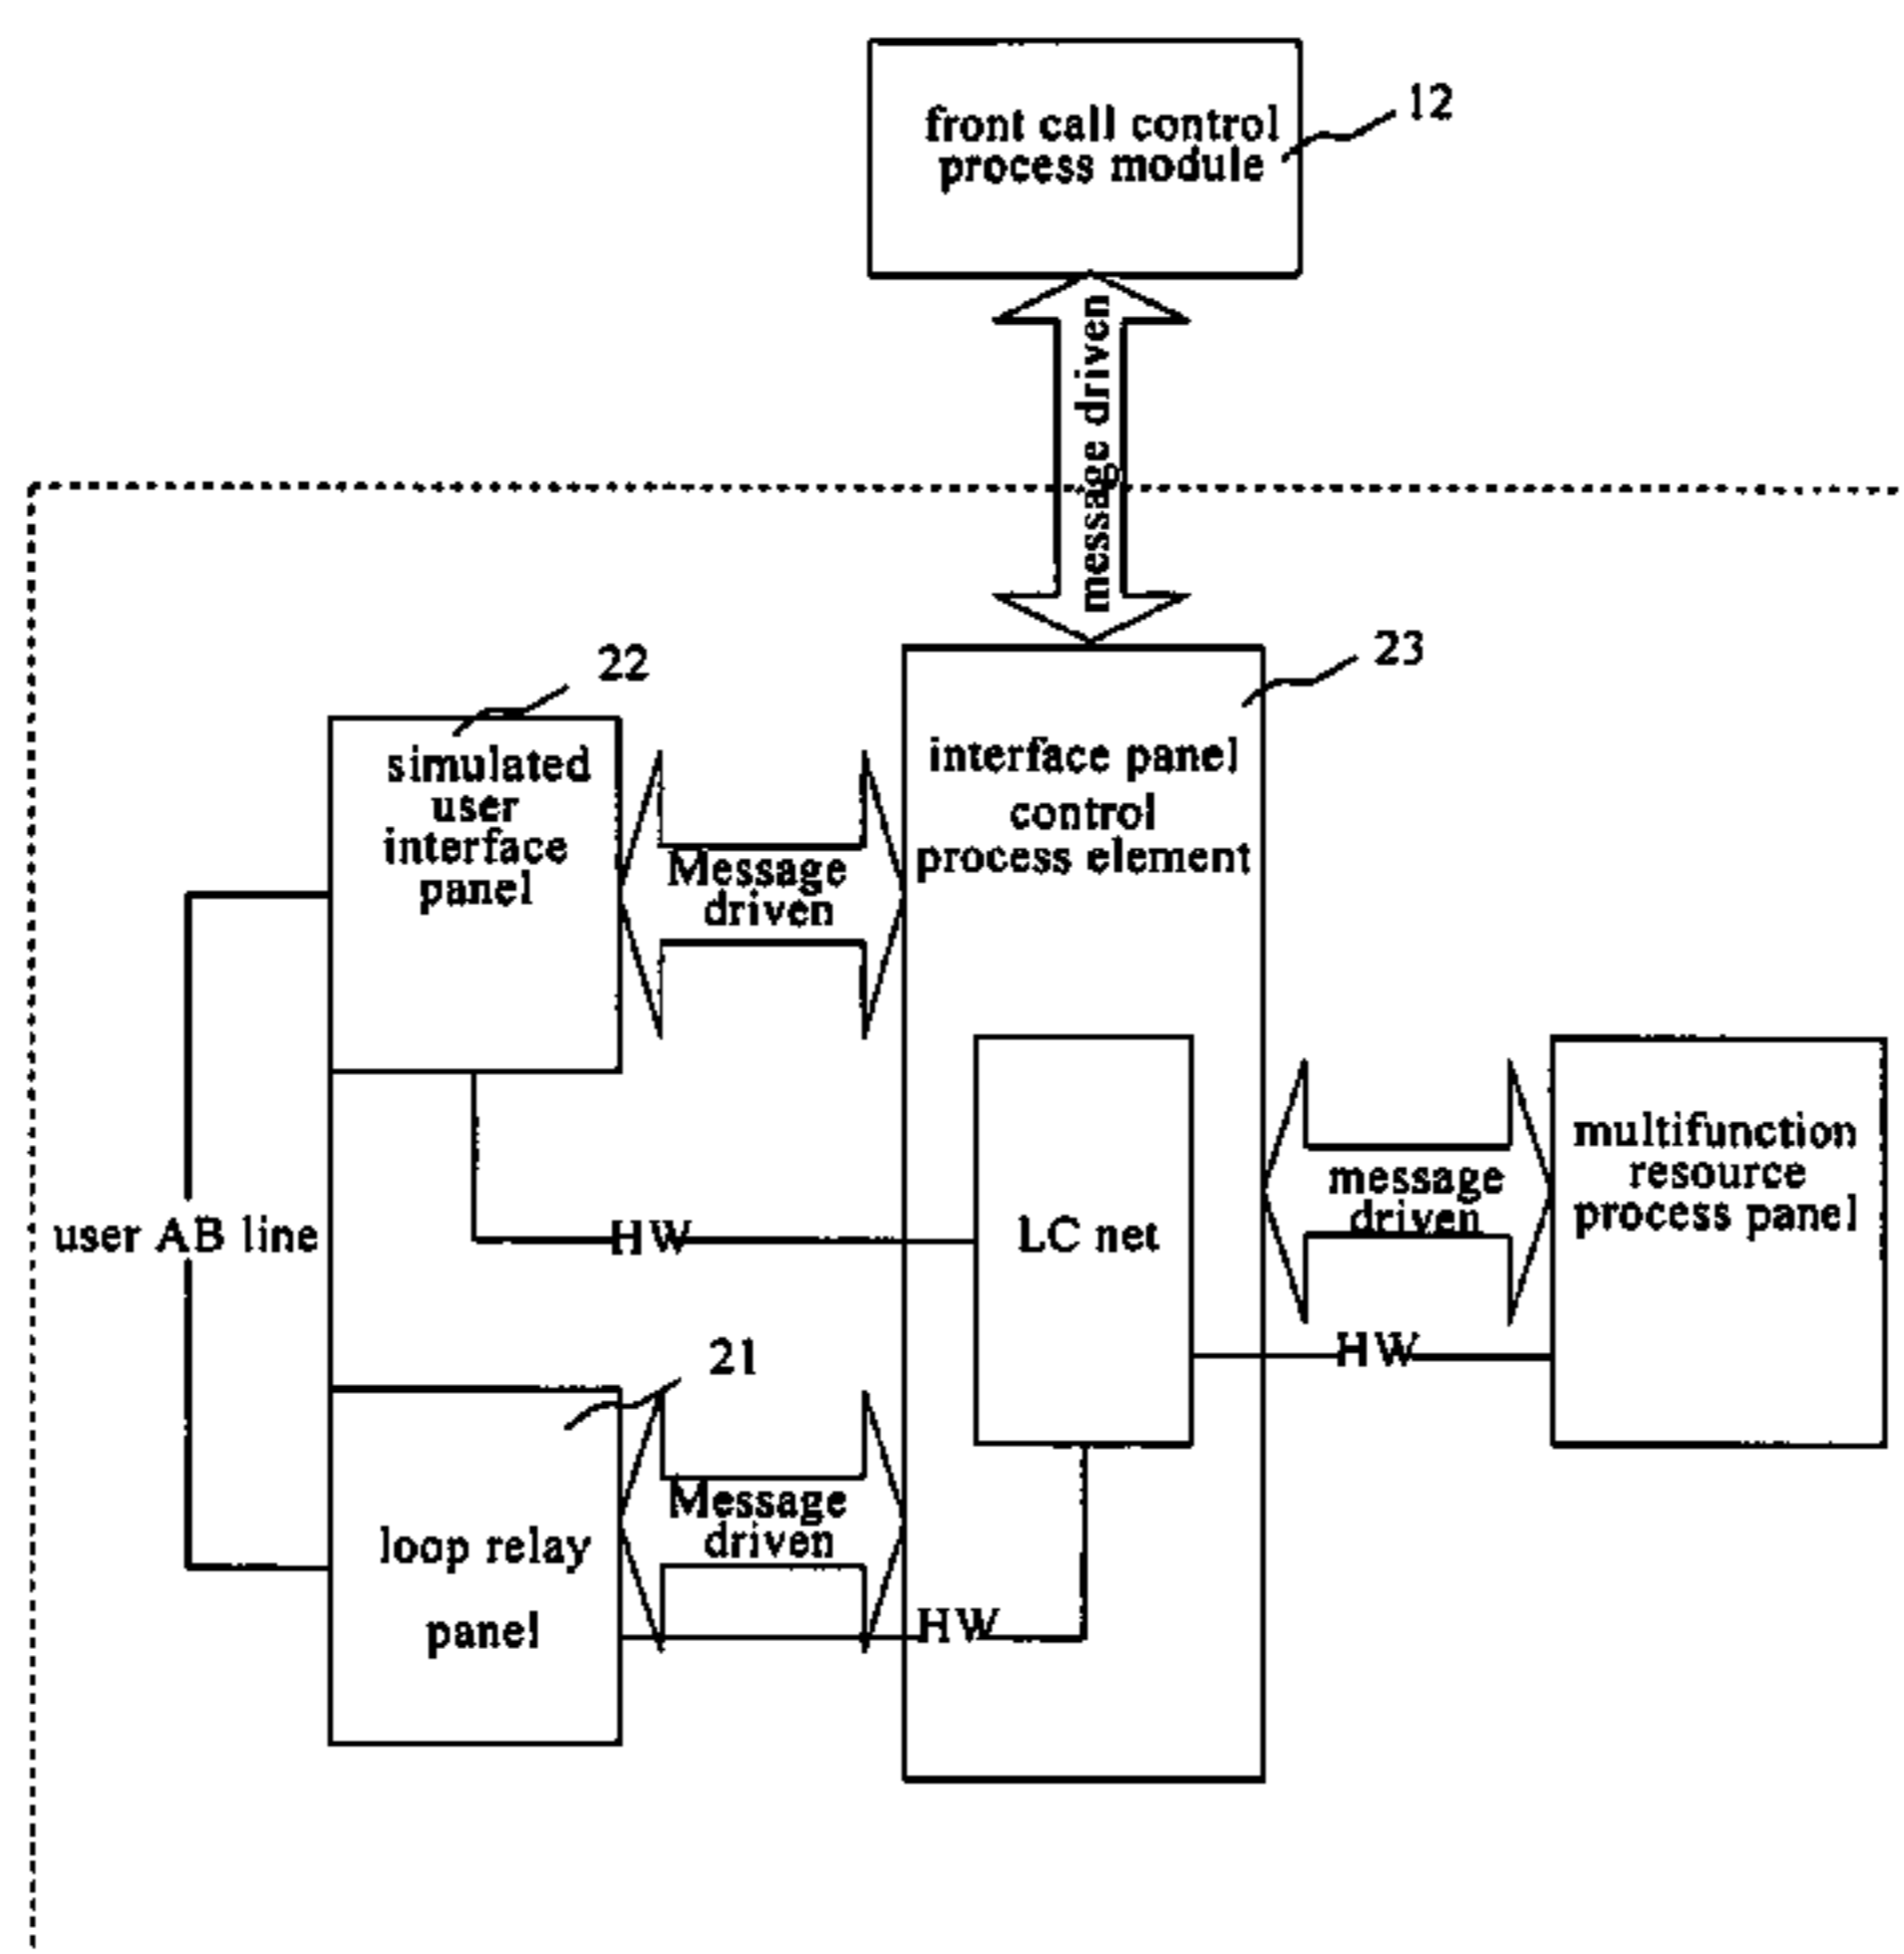 front call control
process module
12
message driven
22
23
simulated
user
interface
panel
Message
driven
interface panel
control
process element
user AB line
HW
LC net
message
driven
multifunction
resource
process panel
HW
21
loop relay
panel
Message
driven
HW